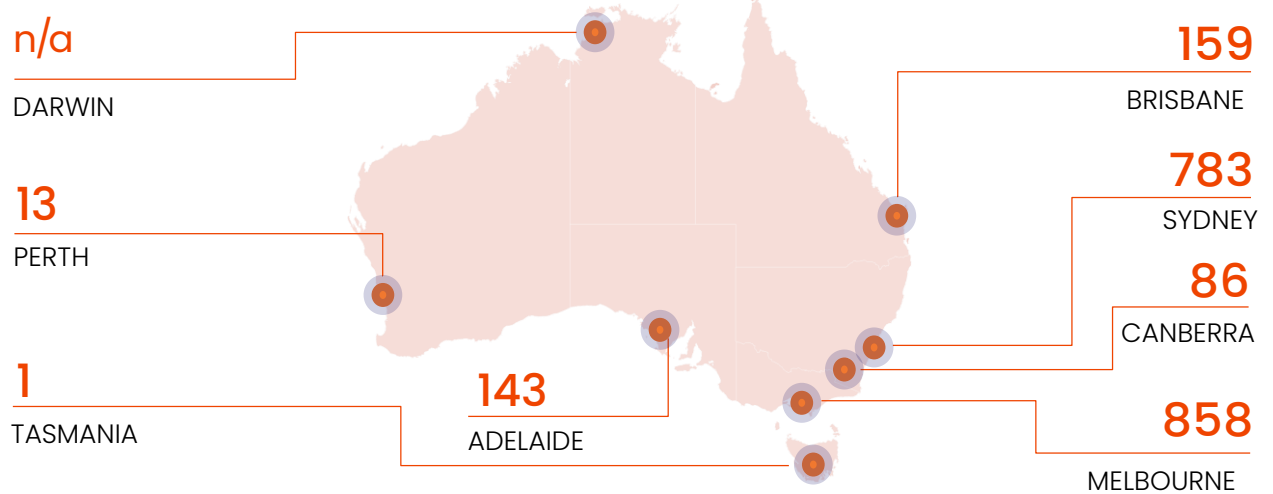 n/a
DARWIN
13
PERTH
1
TASMANIA
143
ADELAIDE
159
BRISBANE
783
SYDNEY
86
CANBERRA
858
MELBOURNE